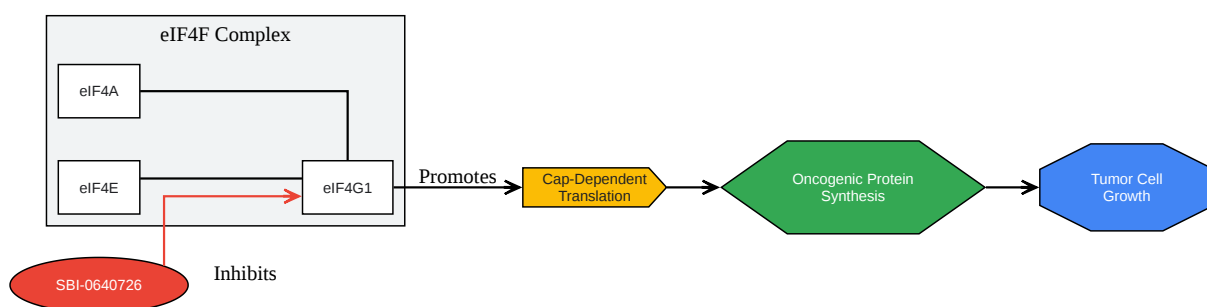 eIF4F Complex
eIF4A
eIF4E
eIF4G1
Promotes
Cap-Dependent
Translation
Oncogenic Protein
Synthesis
Tumor Cell
Growth
SBI-0640726
Inhibits